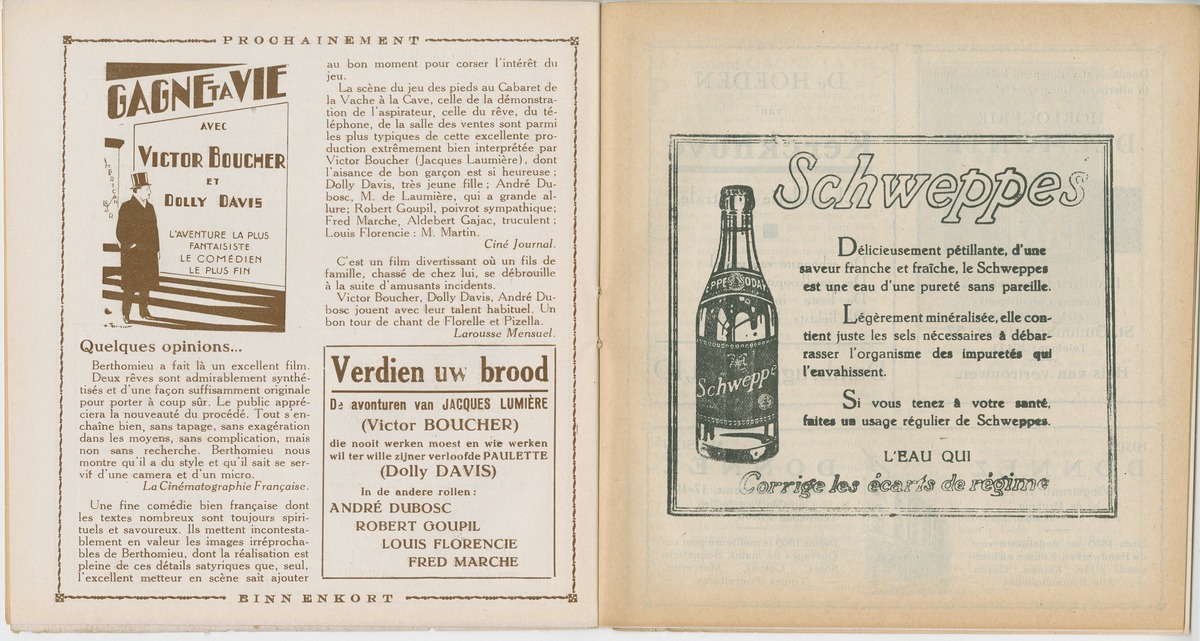 PROCHAINEMENT
GAGNE TA VIE
AVEC
VICTOR BOUCHER
ET
DOLLY DAVIS
L'AVENTURE LA PLUS
FANTAISISTE
LE COMÉDIEN
LE PLUS FIN
Quelques opinions...
Berthomieu a fait là un excellent film.
Deux rêves sont admirablement synthé-
tisés et d'une façon suffisamment originale
pour porter à coup sûr. Le public appré-
ciera la nouveauté du procédé. Tout s'en-
chaîne bien, sans tapage, sans exagération
dans les moyens, sans complication, mais
non sans recherche. Berthomieu nous
montre qu'il a du style et qu'il sait se ser-
vif d'une camera et d'un micro.
La Cinématographie Française.
Une fine comédie bien française dont
les textes nombreux sont toujours spiri-
tuels et savoureux. Ils mettent incontesta-
blement en valeur les images irréprocha-
bles de Berthomieu, dont la réalisation est
pleine de ces détails satyriques que, seul,
l'excellent metteur en scène sait ajouter
au bon moment pour corser l'intérêt du
jeu.
La scène du jeu des pieds au Cabaret de
la Vache à la Cave, celle de la démonstra-
tion de l'aspirateur, celle du rêve, du té-
léphone, de la salle des ventes sont parmi
les plus typiques de cette excellente pro-
duction extrêmement bien interprétée par
Victor Boucher (Jacques Laumière), dont
l'aisance de bon garçon est si heureuse ;
Dolly Davis, très jeune fille ; André Du-
bosc, M. de Laumière, qui a grande al-
lure; Robert Goupil, poivrot sympathique;
Fred Marche, Aldebert Gajac, truculent ;
Louis Florencie : M. Martin.
Ciné Journal.
C'est un film divertissant où un fils de
famille, chassé de chez lui, se débrouille
à la suite d'amusants incidents.
Victor Boucher, Dolly Davis, André Du-
bosc jouent avec leur talent habituel. Un
bon tour de chant de Florelle et Pizella.
Larousse Mensuel.
Verdien uw brood
De avonturen van JACQUES LUMIÈRE
(Victor BOUCHER)
die nooit werken moest en wie werken
wil ter wille zijner verloofde PAULETTE
(Dolly DAVIS)
In de andere rollen :
ANDRÉ DUBOSC
ROBERT GOUPIL
LOUIS FLORENCIE
FRED MARCHE
BINNENKORT
Schweppes
Délicieusement pétillante, d'une
saveur franche et fraîche, le Schweppes
est une eau d'une pureté sans pareille.
Légèrement minéralisée, elle con-
tient juste les sels nécessaires à débar-
rasser l'organisme des impuretés qui
l'envahissent.
Si vous tenez à votre santé,
faites un usage régulier de Schweppes.
L'EAU QUI
Corrige les écarts de régime
PPES SODA
Schweppe